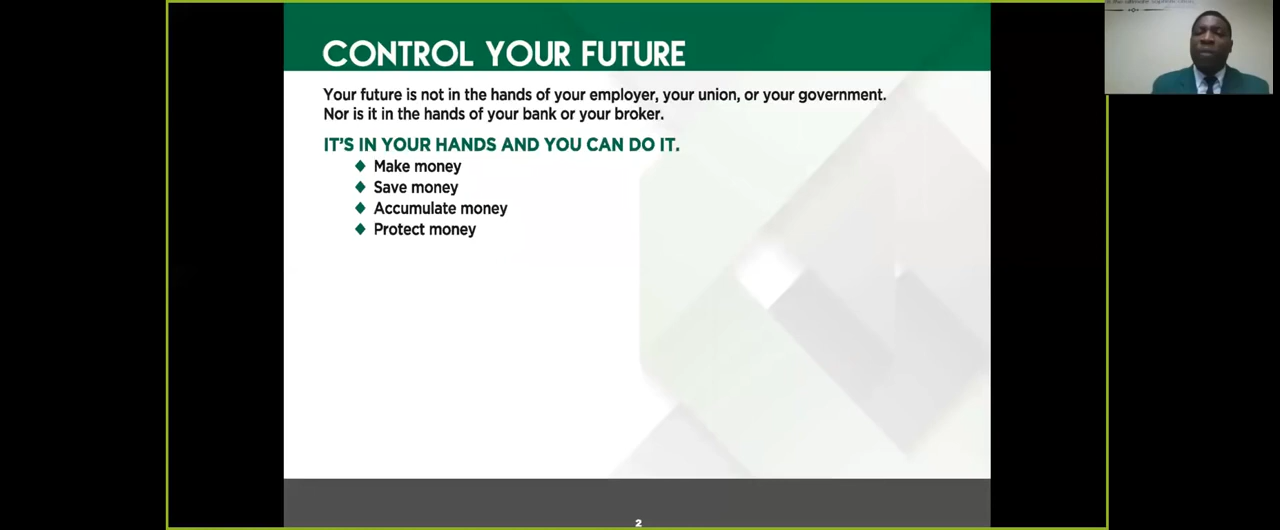 CONTROL YOUR FUTURE
Your future is not in the hands of your employer, your union, or your government.
Nor is it in the hands of your bank or your broker.
IT'S IN YOUR HANDS AND YOU CAN DO IT.
Make money
Save money
Accumulate money
Protect money
2